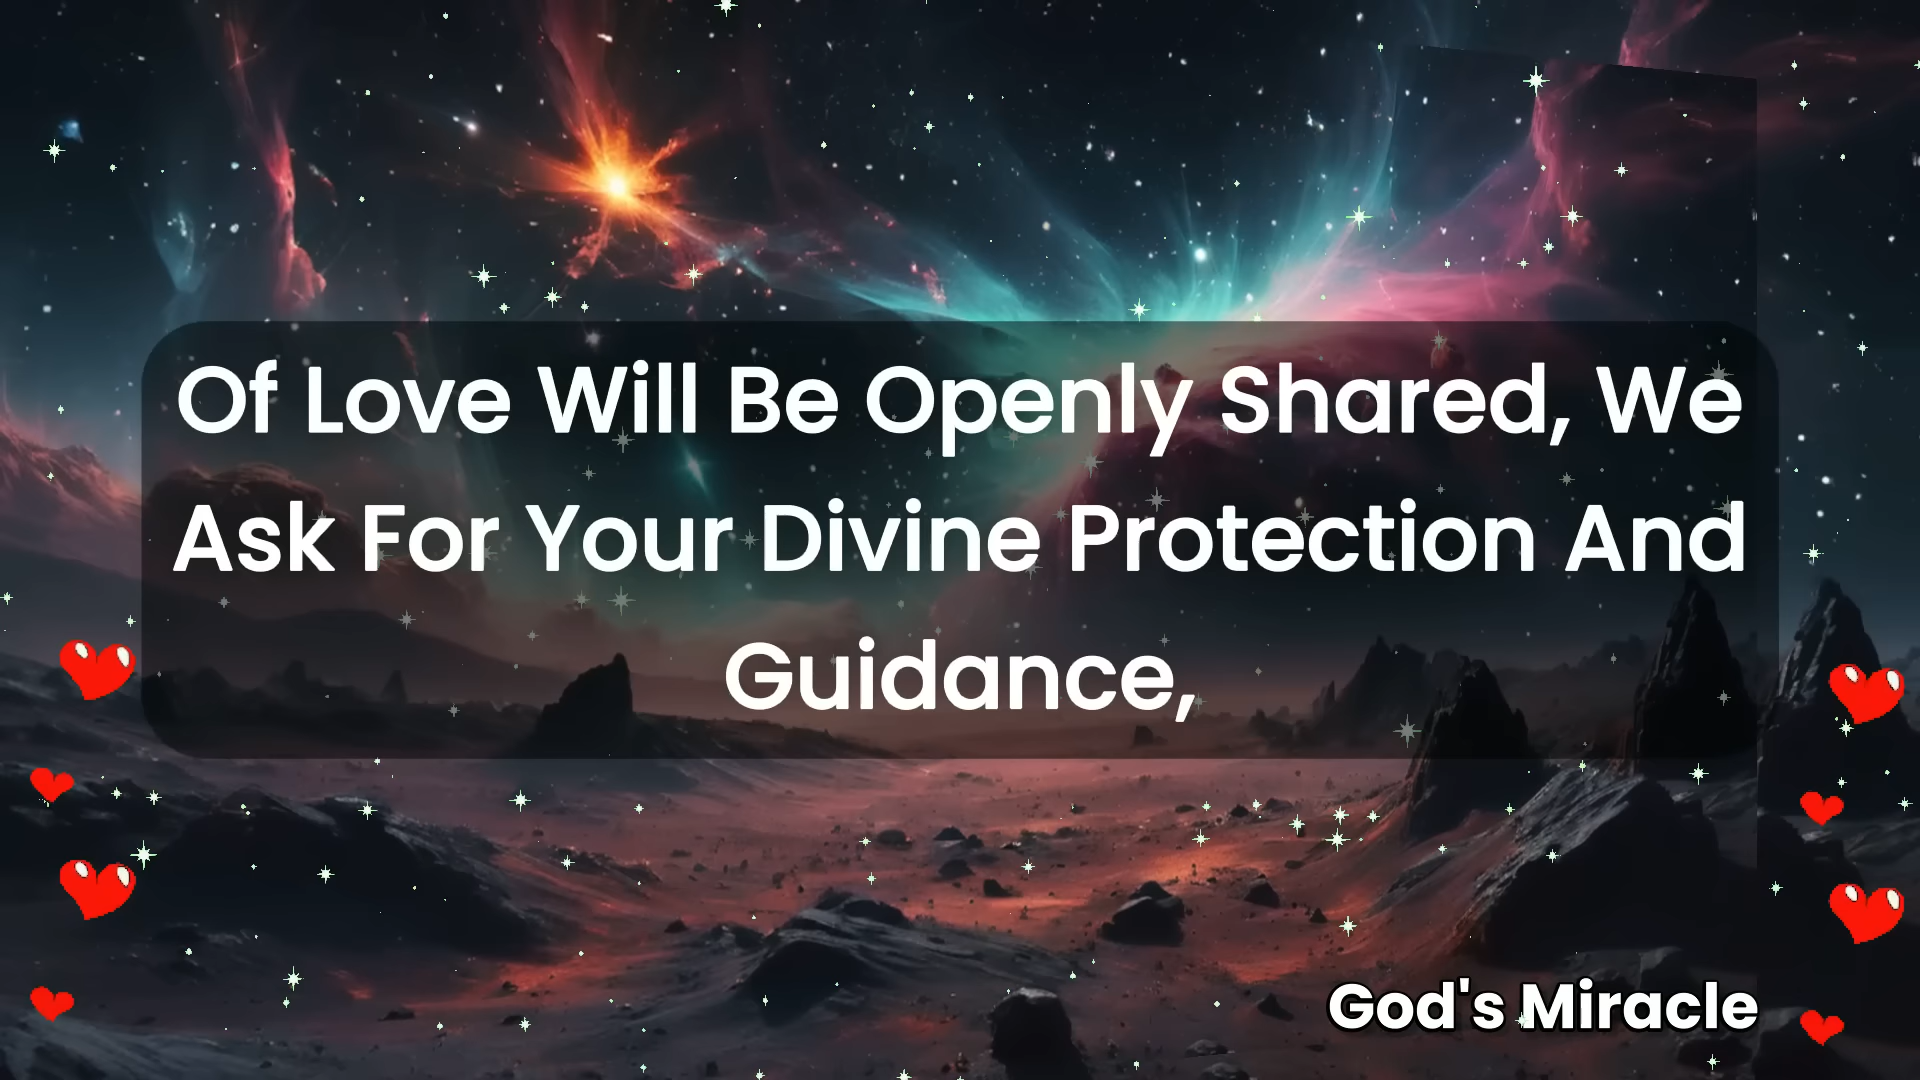 Of Love Will Be Openly Shared, We
Ask For Your Divine Protection And
Guidance,
God's Miracle